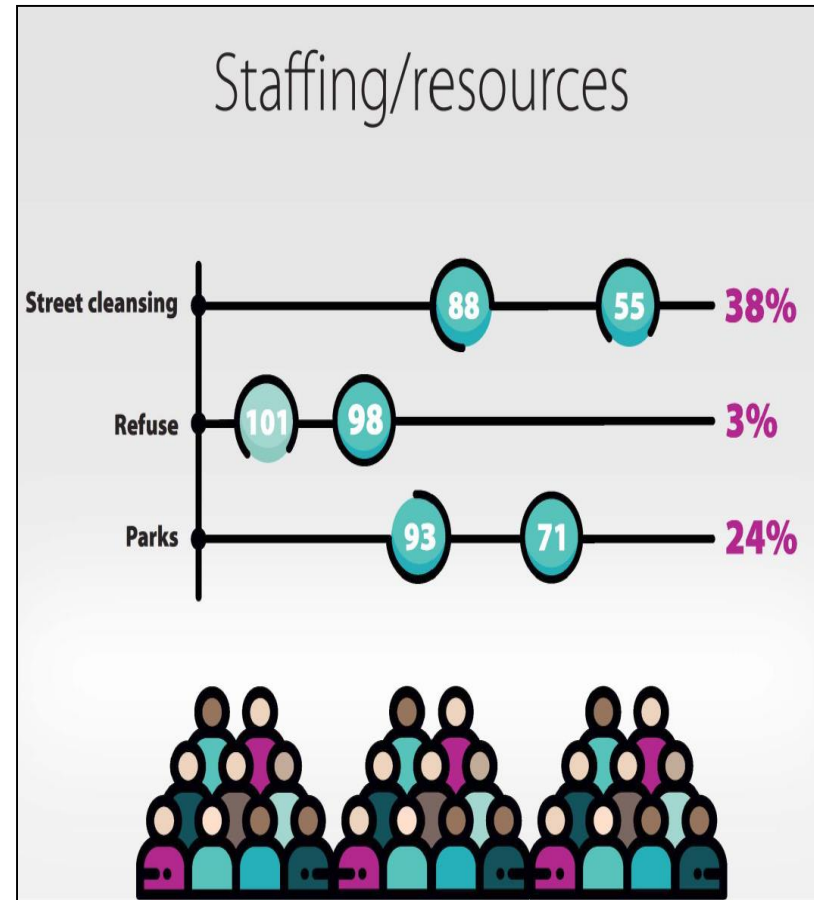 Staffing/resources
Street cleansing 88 55 38%
Refuse 101 98 3%
Parks 93 71 24%